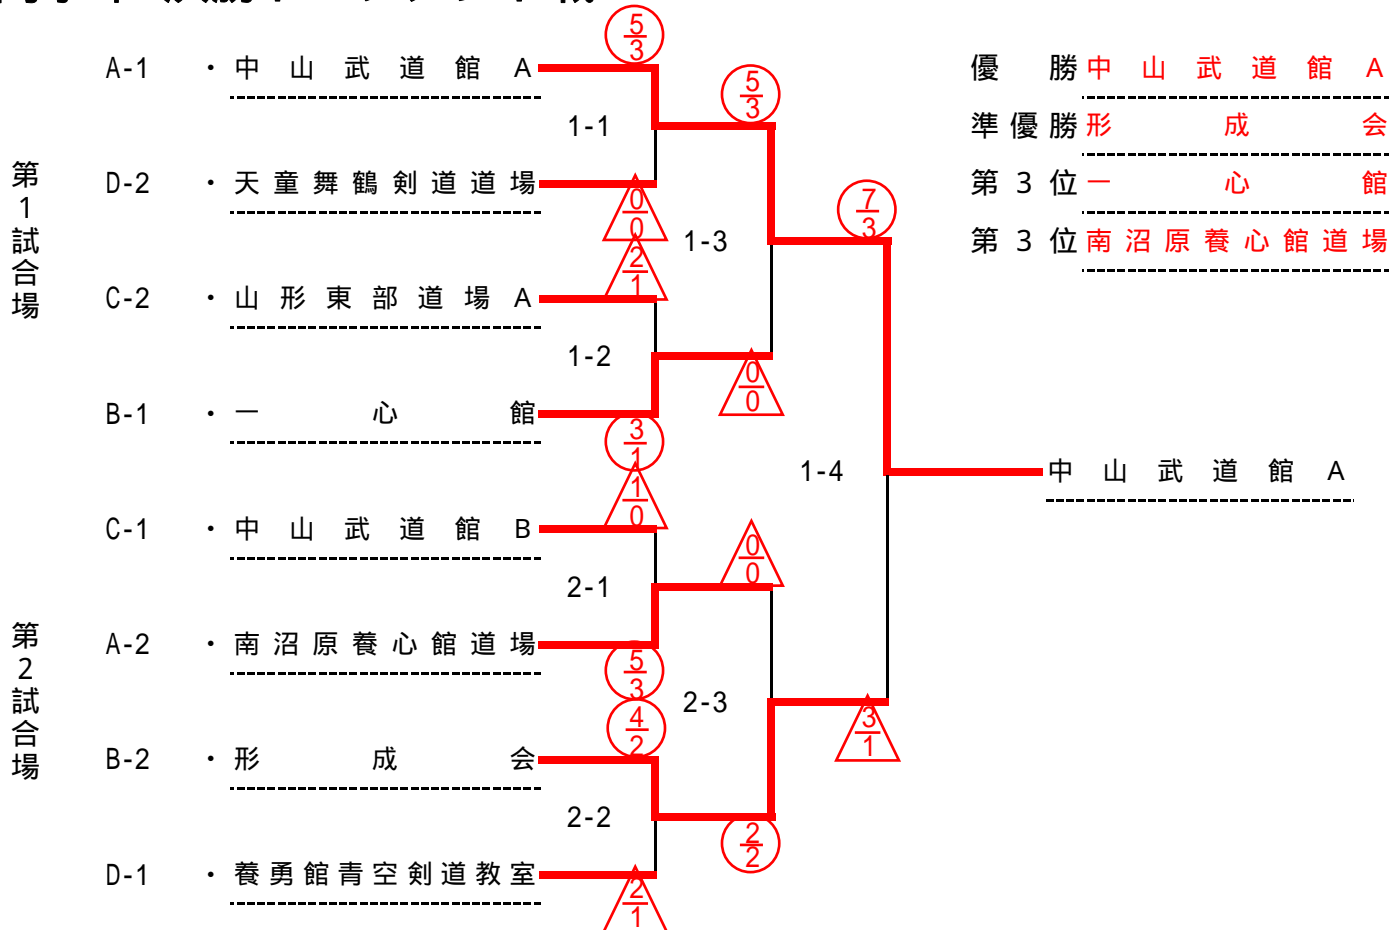 優勝 中山武道館A
準優勝 形成会
第3位 一心館
第3位 南沼原養心館道場
第1試合場
A-1 ・中山武道館A
5
3
1-1
D-2 ・天童舞鶴剣道道場
0
0
5
3
1-3
C-2 ・山形東部道場A
2
1
1-2
B-1 ・一心館
3
1
0
0
7
3
1-4
中山武道館A
第2試合場
C-1 ・中山武道館B
1
0
2-1
A-2 ・南沼原養心館道場
5
3
0
0
2-3
B-2 ・形成会
4
2
2-2
D-1 ・養勇館青空剣道教室
2
1
2
2
3
1